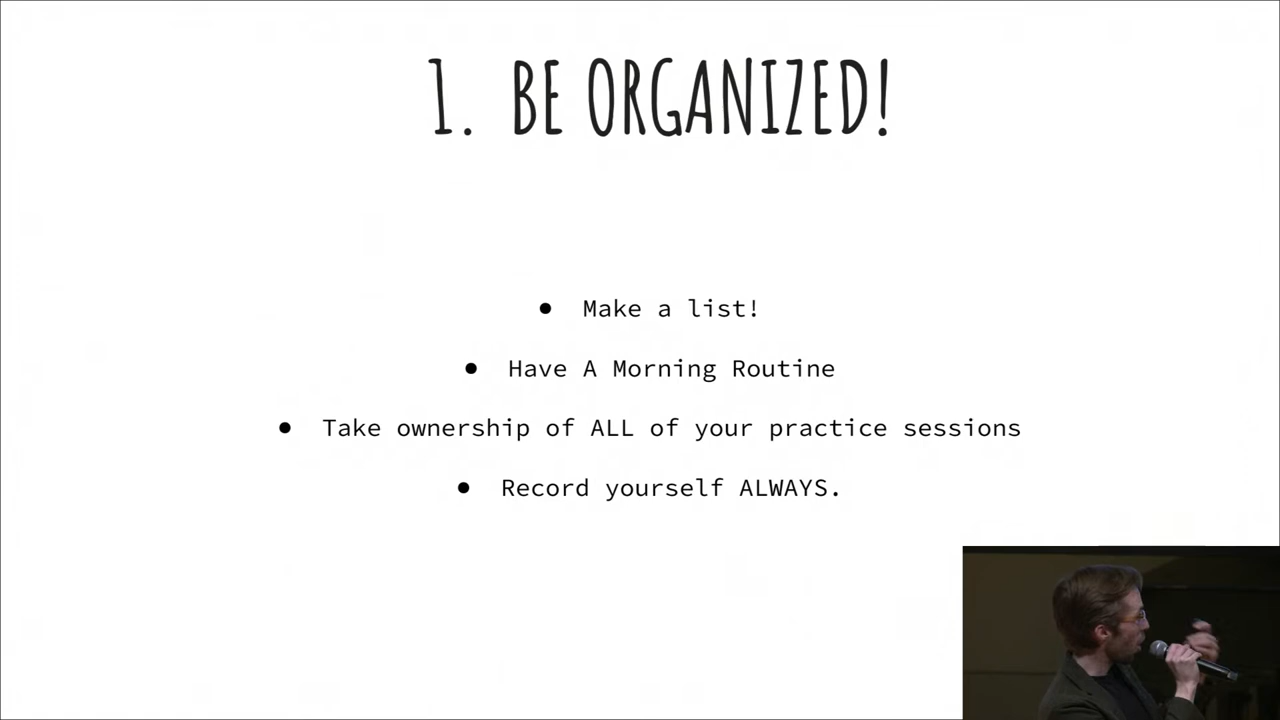 1. BE ORGANIZED!
● Make a list!
● Have A Morning Routine
● Take ownership of ALL of your practice sessions
● Record yourself ALWAYS.